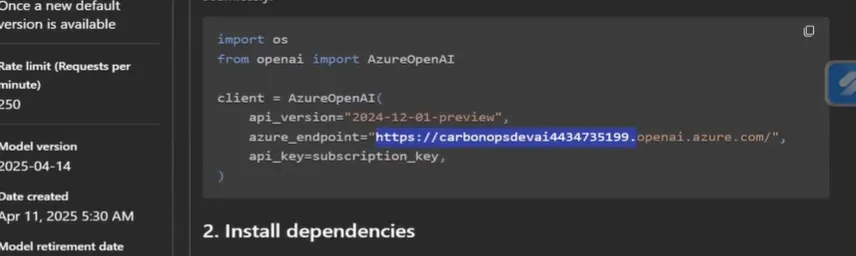 Once a new default
version is available
Rate limit (Requests per
minute)
250
Model version
2025-04-14
Date created
Apr 11, 2025 5:30 AM
Model retirement date
import os
from openai import AzureOpenAI
client = AzureOpenAI(
api_version="2024-12-01-preview",
azure_endpoint="https://carbonopsdevai4434735199.openai.azure.com/",
api_key=subscription_key,
)
2. Install dependencies